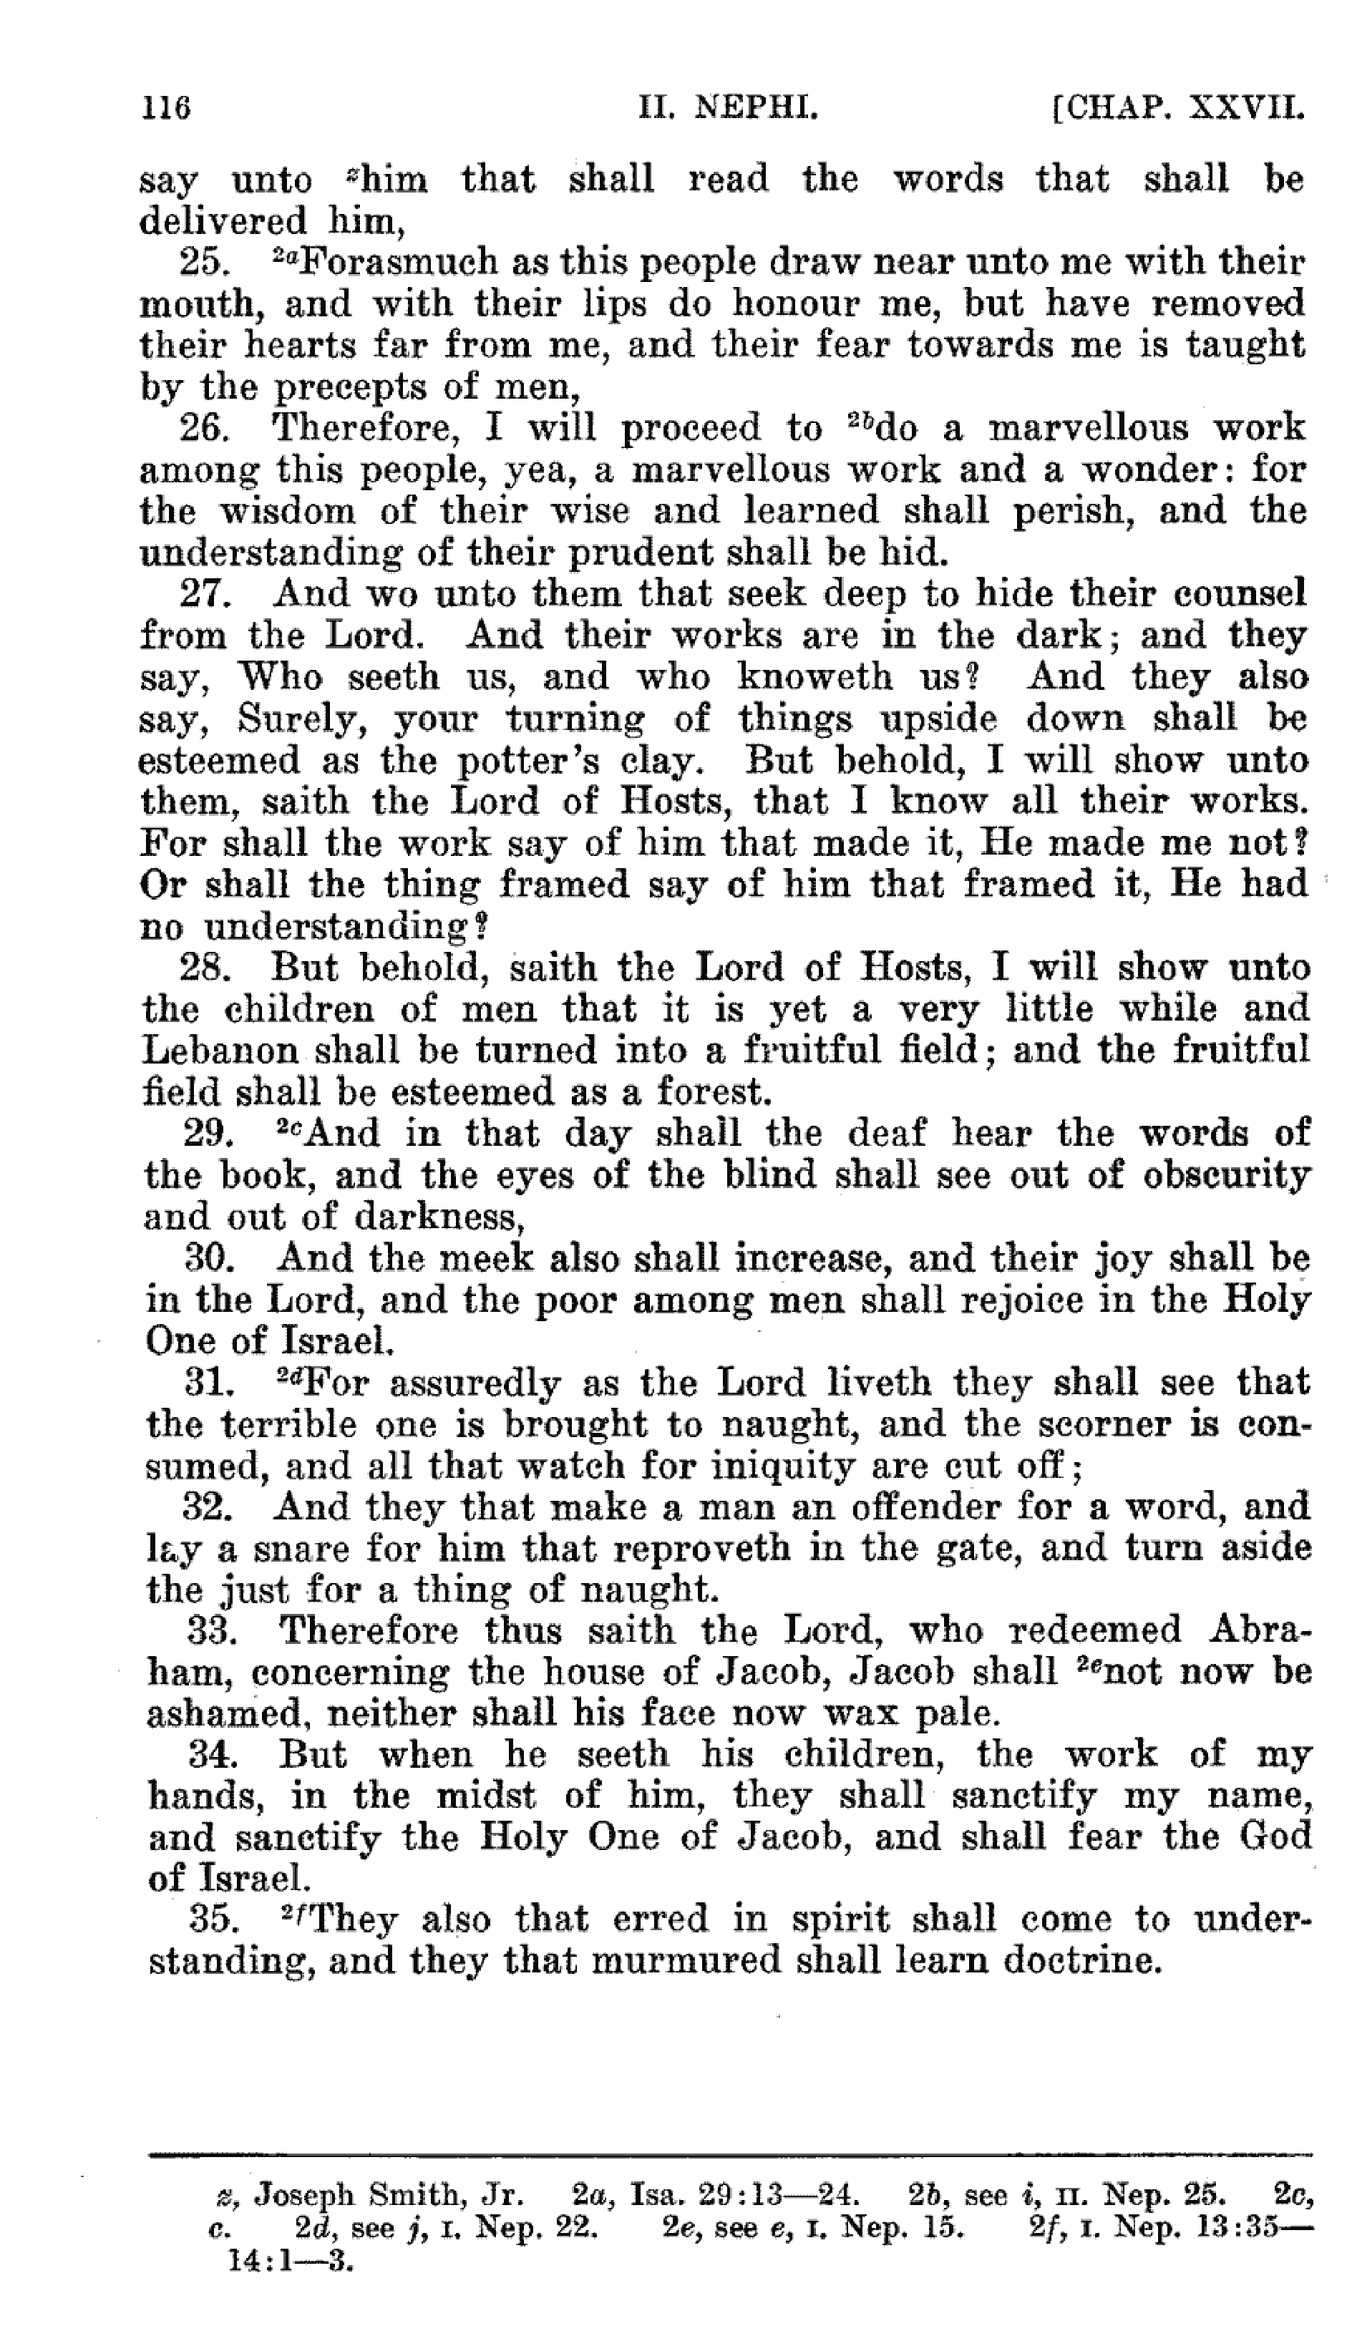 116 II. NEPHI. [CHAP. XXVII.
say unto zhim that shall read the words that shall be
delivered him,
25. 2aForasmuch as this people draw near unto me with their
mouth, and with their lips do honour me, but have removed
their hearts far from me, and their fear towards me is taught
by the precepts of men,
26. Therefore, I will proceed to 2bdo a marvellous work
among this people, yea, a marvellous work and a wonder: for
the wisdom of their wise and learned shall perish, and the
understanding of their prudent shall be hid.
27. And wo unto them that seek deep to hide their counsel
from the Lord. And their works are in the dark; and they
say, Who seeth us, and who knoweth us? And they also
say, Surely, your turning of things upside down shall be
esteemed as the potter's clay. But behold, I will show unto
them, saith the Lord of Hosts, that I know all their works.
For shall the work say of him that made it, He made me not?
Or shall the thing framed say of him that framed it, He had
no understanding?
28. But behold, saith the Lord of Hosts, I will show unto
the children of men that it is yet a very little while and
Lebanon shall be turned into a fruitful field; and the fruitful
field shall be esteemed as a forest.
29. 2cAnd in that day shall the deaf hear the words of
the book, and the eyes of the blind shall see out of obscurity
and out of darkness,
30. And the meek also shall increase, and their joy shall be
in the Lord, and the poor among men shall rejoice in the Holy
One of Israel.
31. 2dFor assuredly as the Lord liveth they shall see that
the terrible one is brought to naught, and the scorner is con-
sumed, and all that watch for iniquity are cut off;
32. And they that make a man an offender for a word, and
lay a snare for him that reproveth in the gate, and turn aside
the just for a thing of naught.
33. Therefore thus saith the Lord, who redeemed Abra-
ham, concerning the house of Jacob, Jacob shall 2enot now be
ashamed, neither shall his face now wax pale.
34. But when he seeth his children, the work of my
hands, in the midst of him, they shall sanctify my name,
and sanctify the Holy One of Jacob, and shall fear the God
of Israel.
35. 2fThey also that erred in spirit shall come to under-
standing, and they that murmured shall learn doctrine.
z, Joseph Smith, Jr. 2a, Isa. 29:13—24. 2b, see i, II. Nep. 25. 2c,
c. 2d, see j, I. Nep. 22. 2e, see e, I. Nep. 15. 2f, I. Nep. 13:35—
14:1—3.